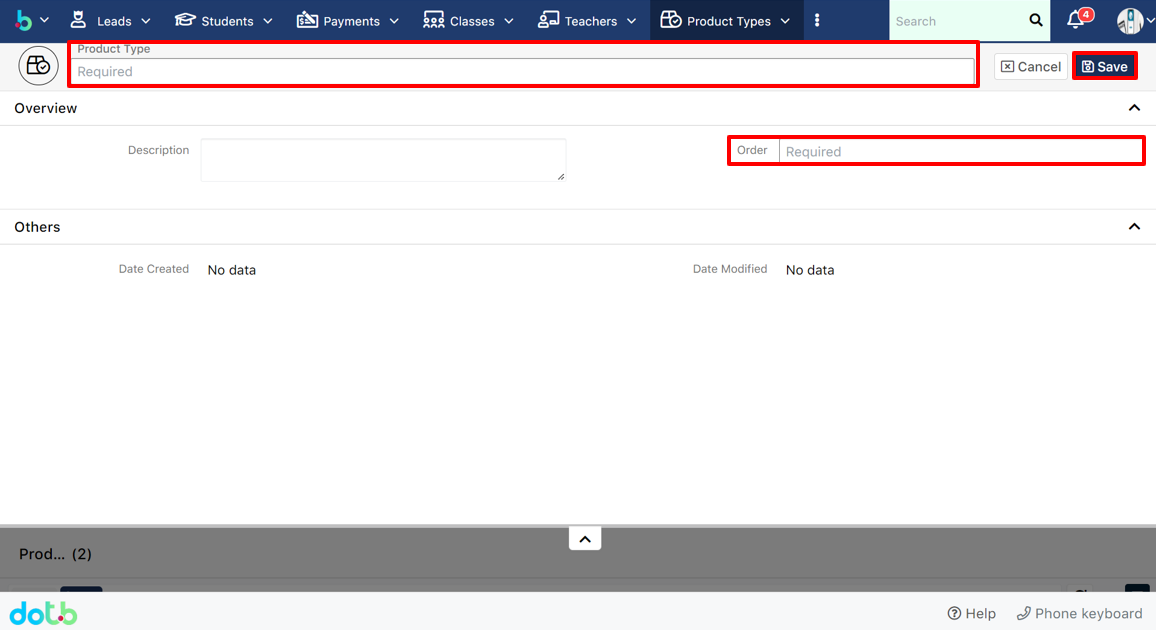 b Leads Students Payments Classes Teachers Product Types Search 4
Product Type
Required
Cancel Save
Overview
Description
Order Required
Others
Date Created No data
Date Modified No data
Prod... (2)
dotb
Help Phone keyboard